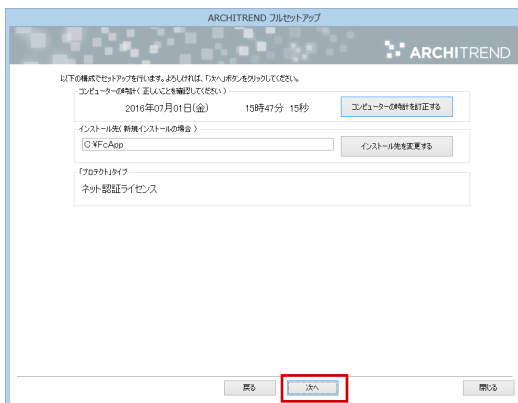 ARCHITREND フルセットアップ
ARCHITREND
以下の構成でセットアップを行います。よろしければ、「次へ」ボタンをクリックしてください。
コンピューターの時計( 正しいことを確認してください )
2016年07月01日(金) 15時47分 15秒 コンピューターの時計を訂正する
インストール先( 新規インストールの場合 )
C:¥FcApp インストール先を変更する
「プロテクト」タイプ
ネット認証ライセンス
戻る 次へ 閉じる